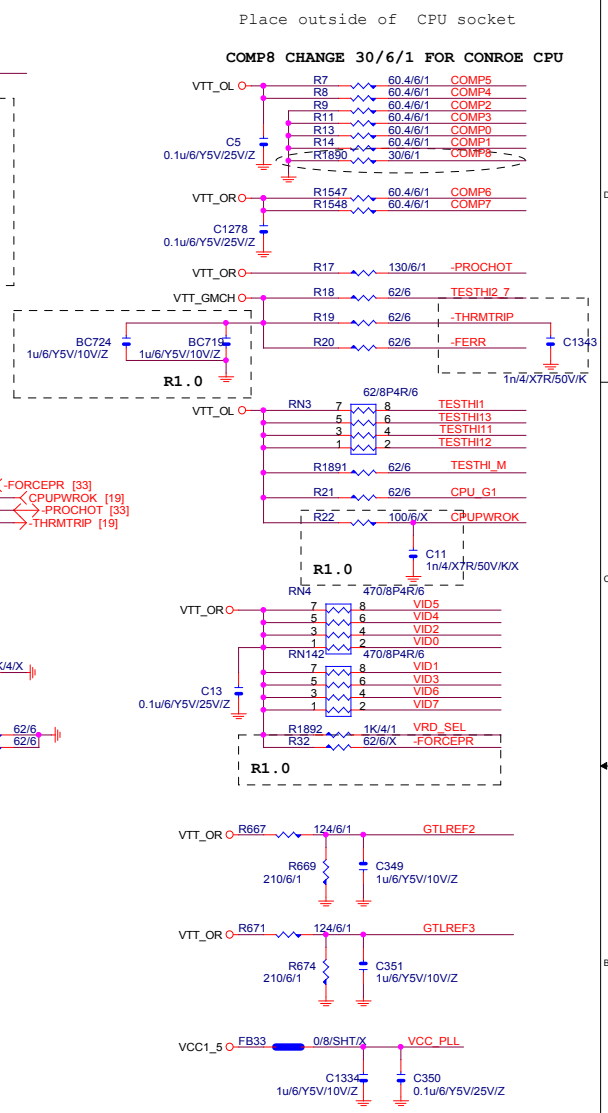 Place outside of CPU socket
COMP8 CHANGE 30/6/1 FOR CONROE CPU
VTT_OL R7 60.4/6/1 COMP5
R8 60.4/6/1 COMP4
R9 60.4/6/1 COMP2
R11 60.4/6/1 COMP3
R13 60.4/6/1 COMP0
C5 R14 60.4/6/1 COMP1
0.1u/6/Y5V/25V/Z R1890 30/6/1 COMP8
VTT_OR R1547 60.4/6/1 COMP6
R1548 60.4/6/1 COMP7
C1278
0.1u/6/Y5V/25V/Z
VTT_OR R17 130/6/1 -PROCHOT
VTT_GMCH R18 62/6 TESTHI2_7
R19 62/6 -THRMTRIP
BC724 BC719 R20 62/6 -FERR C1343
1u/6/Y5V/10V/Z 1u/6/Y5V/10V/Z
1n/4/X7R/50V/K
R1.0
62/8P4R/6
VTT_OL RN3 7 8 TESTHI1
5 6 TESTHI13
3 4 TESTHI11
1 2 TESTHI12
R1891 62/6 TESTHI_M
-FORCEPR [33]
CPUPWROK [19]
-PROCHOT [33]
-THRMTRIP [19]
R21 62/6 CPU_G1
R22 100/6/X CPUPWROK
C11
R1.0 1n/4/X7R/50V/K/X
RN4 470/8P4R/6
VTT_OR 7 8 VID5
5 6 VID4
3 4 VID2
1 2 VID0
RN142 470/8P4R/6
K/4/X
7 8 VID1
5 6 VID3
C13 3 4 VID6
0.1u/6/Y5V/25V/Z 1 2 VID7
62/6
62/6
R1892 1K/4/1 VRD_SEL
R32 62/6/X -FORCEPR
R1.0
VTT_OR R667 124/6/1 GTLREF2
R669 C349
210/6/1 1u/6/Y5V/10V/Z
VTT_OR R671 124/6/1 GTLREF3
R674 C351
210/6/1 1u/6/Y5V/10V/Z
VCC1_5 FB33 0/8/SHT/X VCC_PLL
C1334 C350
1u/6/Y5V/10V/Z 0.1u/6/Y5V/25V/Z
D
C
B